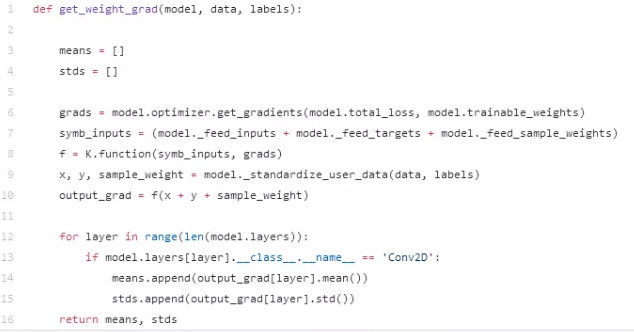 1 def get_weight_grad(model, data, labels):
2
3     means = []
4     stds = []
5
6     grads = model.optimizer.get_gradients(model.total_loss, model.trainable_weights)
7     symb_inputs = (model._feed_inputs + model._feed_targets + model._feed_sample_weights)
8     f = K.function(symb_inputs, grads)
9     x, y, sample_weight = model._standardize_user_data(data, labels)
10     output_grad = f(x + y + sample_weight)
11
12     for layer in range(len(model.layers)):
13         if model.layers[layer].__class__.__name__ == 'Conv2D':
14             means.append(output_grad[layer].mean())
15             stds.append(output_grad[layer].std())
16     return means, stds